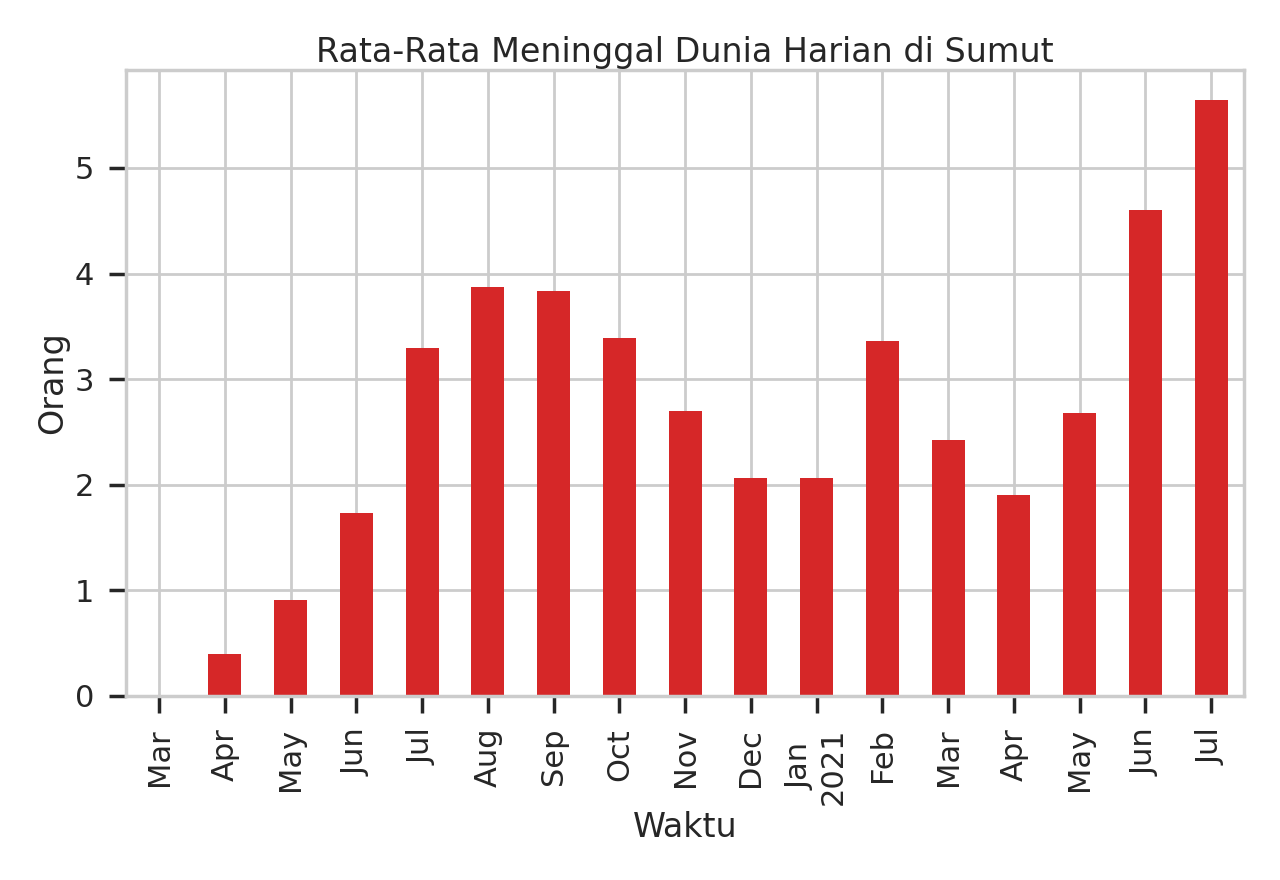 Rata-Rata Meninggal Dunia Harian di Sumut
Orang
5
4
3
2
1
0
Mar
Apr
May
Jun
Jul
Aug
Sep
Oct
Nov
Dec
Jan
2021
Feb
Mar
Apr
May
Jun
Jul
Waktu